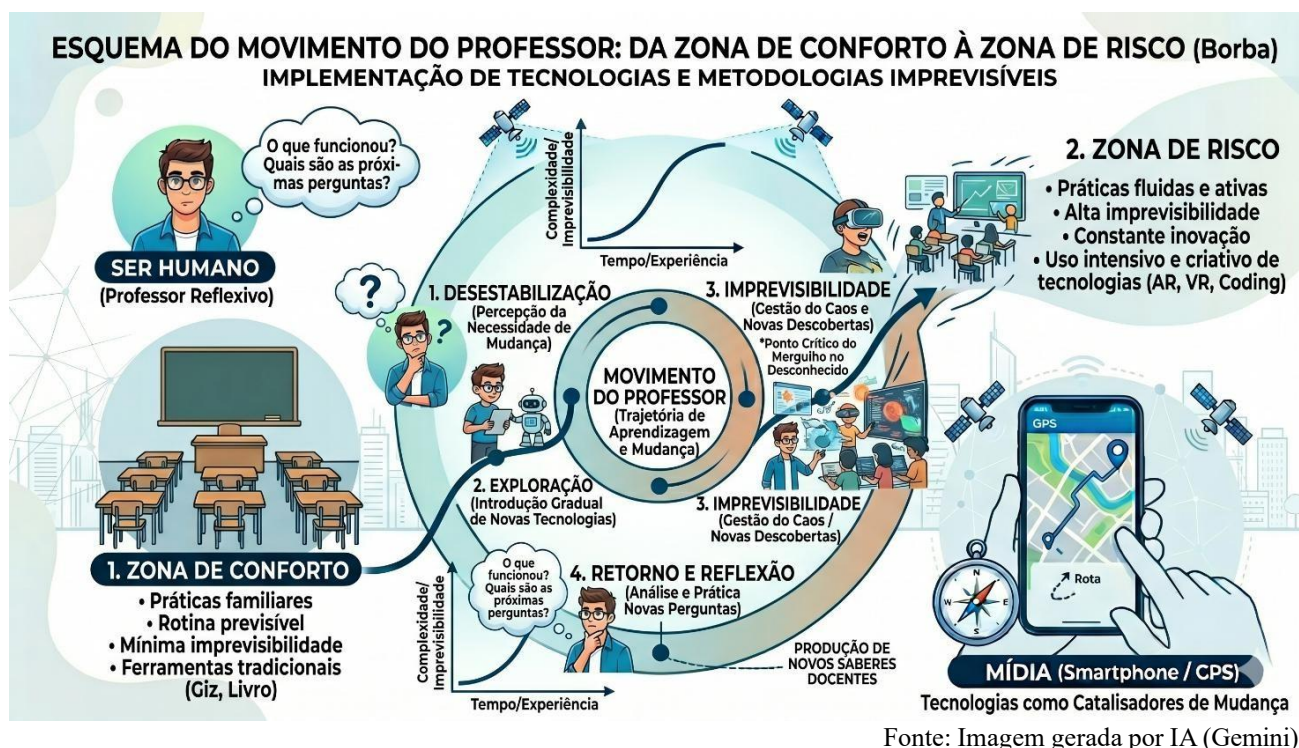 ESQUEMA DO MOVIMENTO DO PROFESSOR: DA ZONA DE CONFORTO À ZONA DE RISCO (Borba)
IMPLEMENTAÇÃO DE TECNOLOGIAS E METODOLOGIAS IMPREVISÍVEIS
O que funcionou?
Quais são as próxi-
mas perguntas?
SER HUMANO
(Professor Reflexivo)
Complexidade/
Imprevisibilidade
Tempo/Experiência
2. ZONA DE RISCO
• Práticas fluidas e ativas
• Alta imprevisibilidade
• Constante inovação
• Uso intensivo e criativo de
tecnologias (AR, VR, Coding)
?
?
1. DESESTABILIZAÇÃO
(Percepção da
Necessidade de
Mudança)
3. IMPREVISIBILIDADE
(Cestão do Caos e
Novas Descobertas)
*Ponto Crítico do
Mergulho no
Desconhecido
MOVIMENTO
DO PROFESSOR
(Trajetória de
Aprendizagem
e Mudança)
2. EXPLORAÇÃO
(Introdução Gradual
de Novas Tecnologias)
3. IMPREVISIBILIDADE
(Gestão do Caos /
Novas Descobertas)
1. ZONA DE CONFORTO
• Práticas familiares
• Rotina previsível
• Mínima imprevisibilidade
• Ferramentas tradicionais
(Giz, Livro)
Complexidade/
Imprevisibilidade
Tempo/Experiência
O que
funcionou?
Quais são as
próximas
perguntas?
4. RETORNO E REFLEXÃO
(Análise e Prática
Novas Perguntas)
PRODUÇÃO DE
NOVOS SABERES
DOCENTES
GPS
Rota
N
W
E
S
MÍDIA (Smartphone / CPS)
Tecnologias como Catalisadores de Mudança
Fonte: Imagem gerada por IA (Gemini)